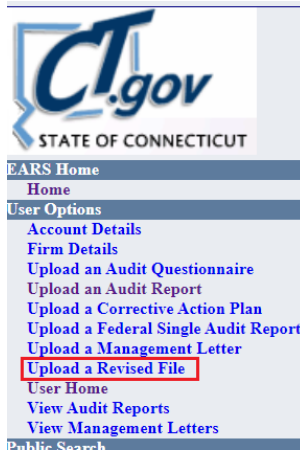 CT.gov
STATE OF CONNECTICUT
EARS Home
Home
User Options
Account Details
Firm Details
Upload an Audit Questionnaire
Upload an Audit Report
Upload a Corrective Action Plan
Upload a Federal Single Audit Report
Upload a Management Letter
Upload a Revised File
User Home
View Audit Reports
View Management Letters
Public Search